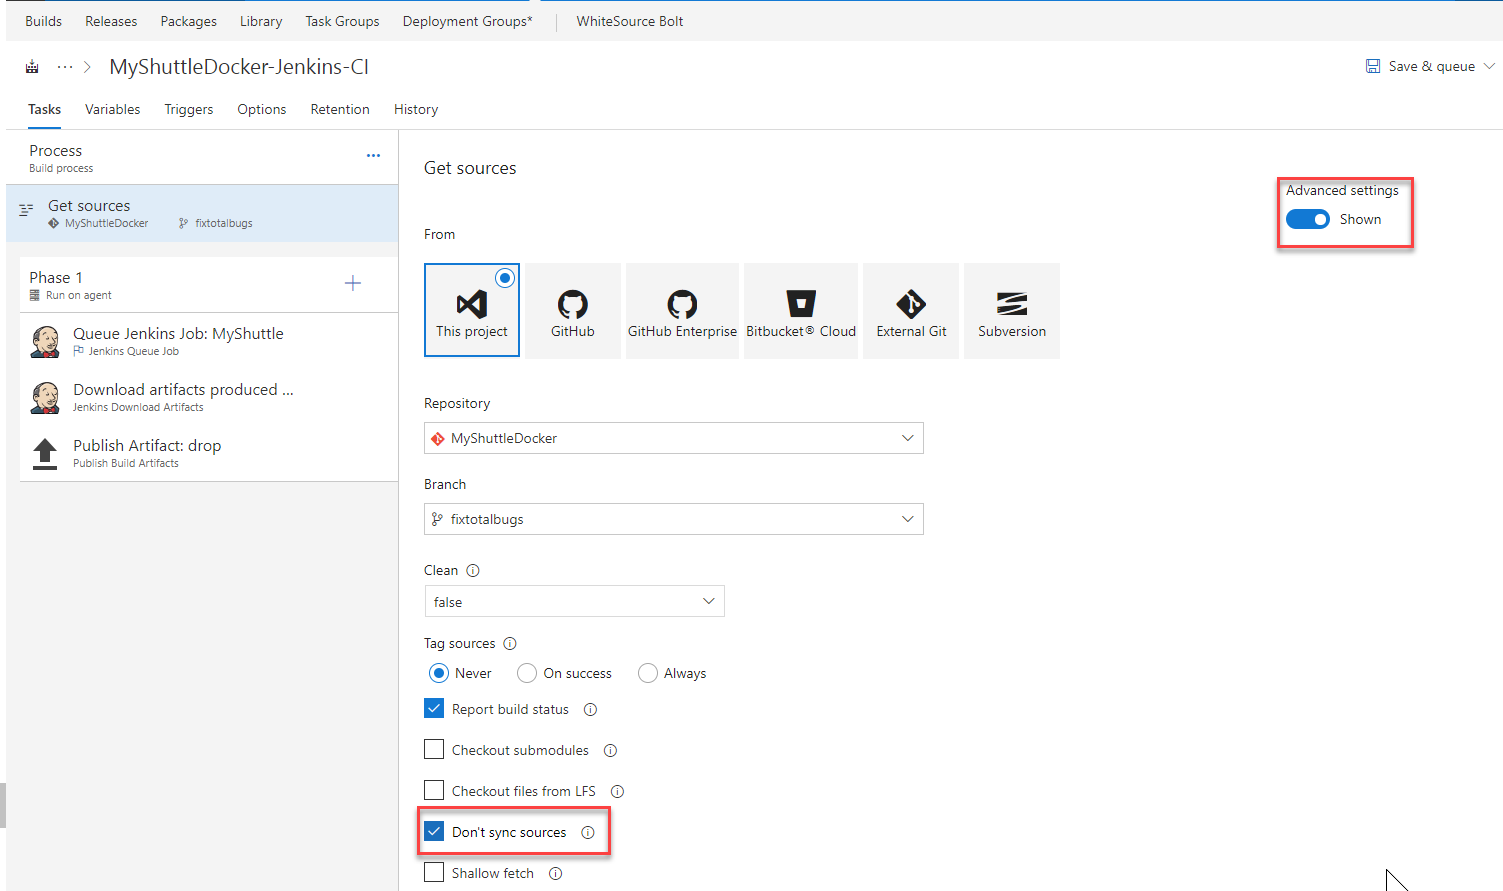 Builds Releases Packages Library Task Groups Deployment Groups* WhiteSource Bolt
··· > MyShuttleDocker-Jenkins-CI
Save & queue
Tasks Variables Triggers Options Retention History
Process
Build process
Get sources
MyShuttleDocker fixtotalbugs
Phase 1
Run on agent
Queue Jenkins Job: MyShuttle
Jenkins Queue Job
Download artifacts produced ...
Jenkins Download Artifacts
Publish Artifact: drop
Publish Build Artifacts
Get sources
Advanced settings
Shown
From
This project
GitHub
GitHub Enterprise
Bitbucket® Cloud
External Git
Subversion
Repository
MyShuttleDocker
Branch
fixtotalbugs
Clean
false
Tag sources
Never On success Always
Report build status
Checkout submodules
Checkout files from LFS
Don't sync sources
Shallow fetch